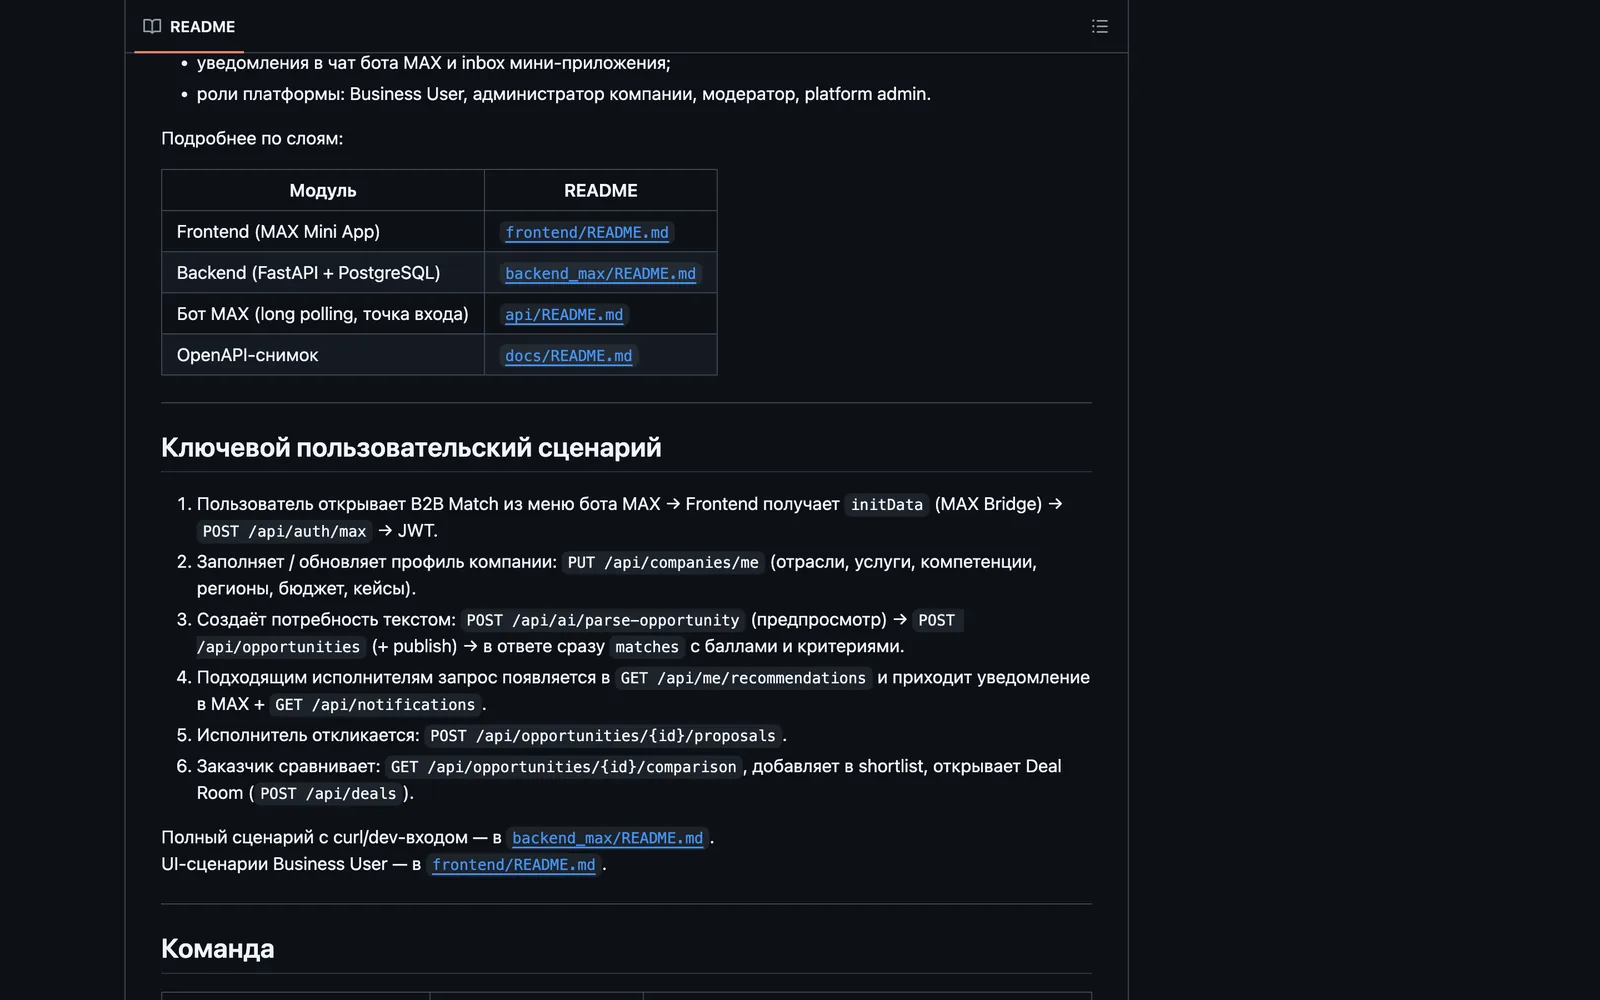 README
• уведомления в чат бота MAX и inbox мини-приложения;
• роли платформы: Business User, администратор компании, модератор, platform admin.
Подробнее по слоям:
Модуль README
Frontend (MAX Mini App) frontend/README.md
Backend (FastAPI + PostgreSQL) backend_max/README.md
Бот MAX (long polling, точка входа) api/README.md
OpenAPI-снимок docs/README.md
Ключевой пользовательский сценарий
1. Пользователь открывает B2B Match из меню бота MAX → Frontend получает initData (MAX Bridge) →
POST /api/auth/max → JWT.
2. Заполняет / обновляет профиль компании: PUT /api/companies/me (отрасли, услуги, компетенции,
регионы, бюджет, кейсы).
3. Создаёт потребность текстом: POST /api/ai/parse-opportunity (предпросмотр) → POST
/api/opportunities (+ publish) → в ответе сразу matches с баллами и критериями.
4. Подходящим исполнителям запрос появляется в GET /api/me/recommendations и приходит уведомление
в MAX + GET /api/notifications.
5. Исполнитель откликается: POST /api/opportunities/{id}/proposals.
6. Заказчик сравнивает: GET /api/opportunities/{id}/comparison, добавляет в shortlist, открывает Deal
Room (POST /api/deals).
Полный сценарий с curl/dev-входом — в backend_max/README.md.
UI-сценарии Business User — в frontend/README.md.
Команда